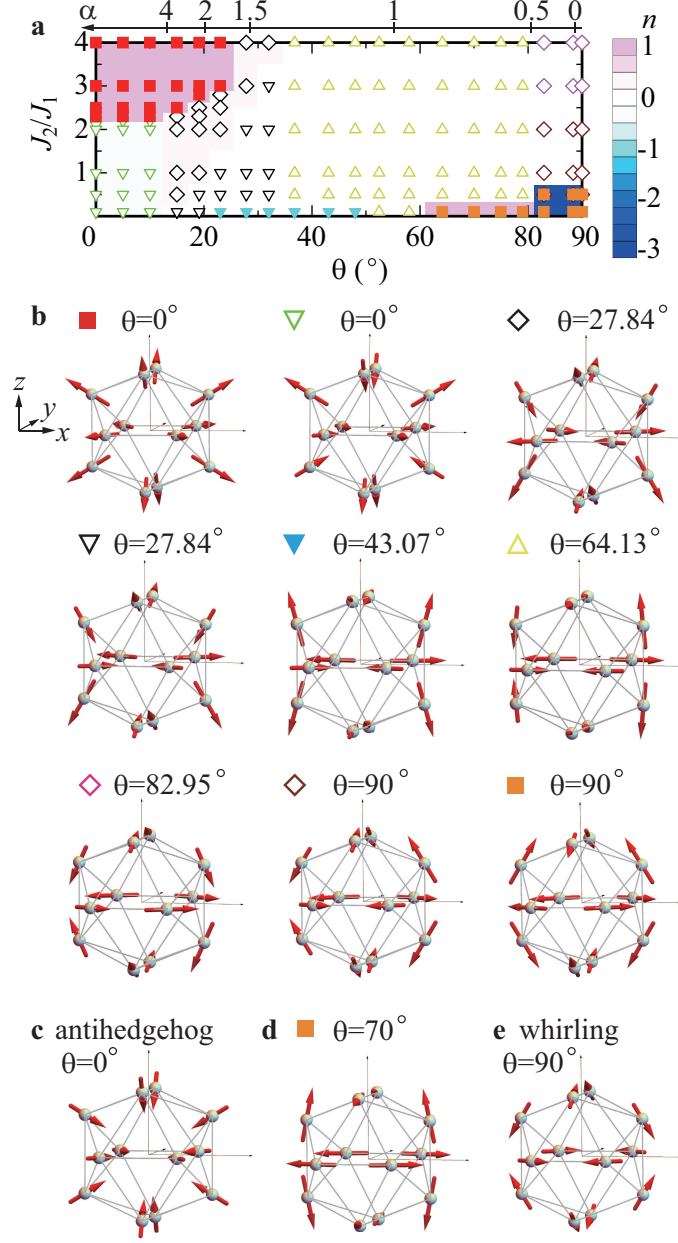 α 4 2 1.5 1 0.5 0 n
a
4 3 2 1
J₂/J₁
0 20 40 60 80 90
θ (°)
1
0
-1
-2
-3
b θ=0° θ=0° θ=27.84°
z
y
x
θ=27.84° θ=43.07° θ=64.13°
θ=82.95° θ=90° θ=90°
c antihedgehog d θ=70° e whirling
θ=0° θ=90°